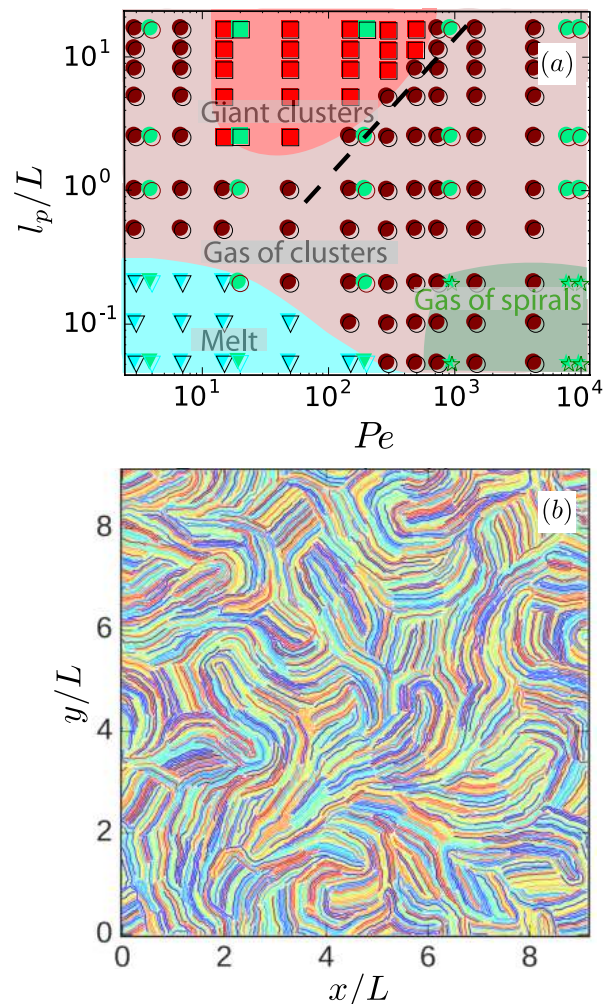 10^1
(a)
Giant clusters
l_p/L
10^0
Gas of clusters
Gas of spirals
10^-1
Melt
10^1 10^2 10^3 10^4
Pe
(b)
8
6
y/L
4
2
0
0 2 4 6 8
x/L